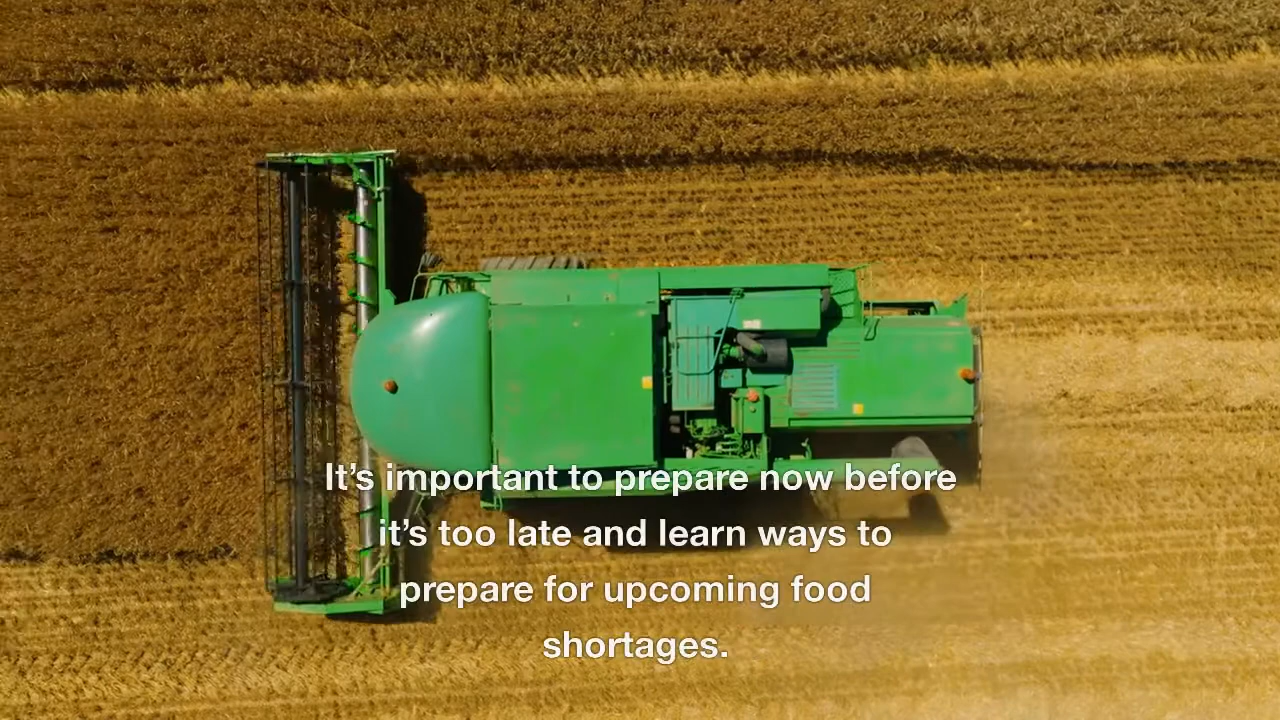 It’s important to prepare now before
it’s too late and learn ways to
prepare for upcoming food
shortages.